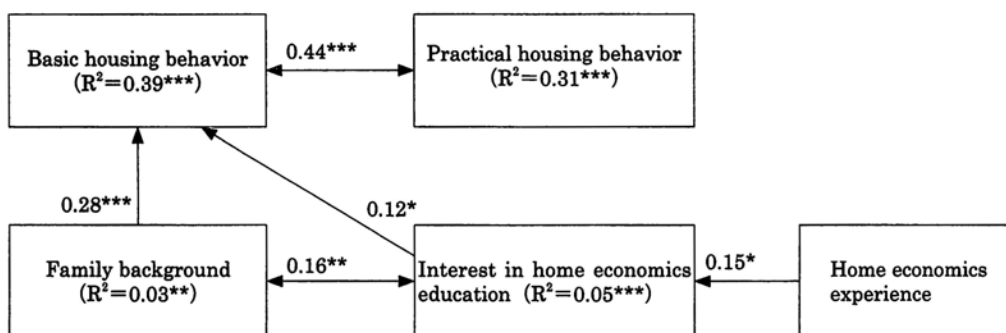 Basic housing behavior
(R²=0.39***)
0.44***
Practical housing behavior
(R²=0.31***)
0.28***
0.12*
Family background
(R²=0.03**)
0.16**
Interest in home economics
education (R²=0.05***)
0.15*
Home economics
experience